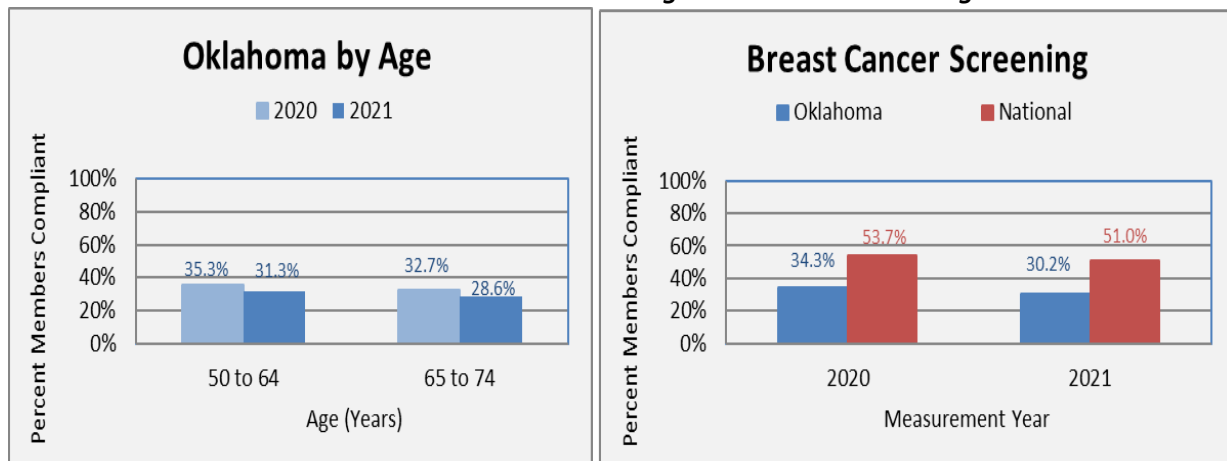 Oklahoma by Age
2020 2021
Percent Members Compliant
100%
80%
60%
40%
20%
0%
35.3% 31.3% 32.7% 28.6%
50 to 64 65 to 74
Age (Years)
Breast Cancer Screening
Oklahoma National
Percent Members Compliant
100%
80%
60%
40%
20%
0%
34.3% 53.7% 30.2% 51.0%
2020 2021
Measurement Year